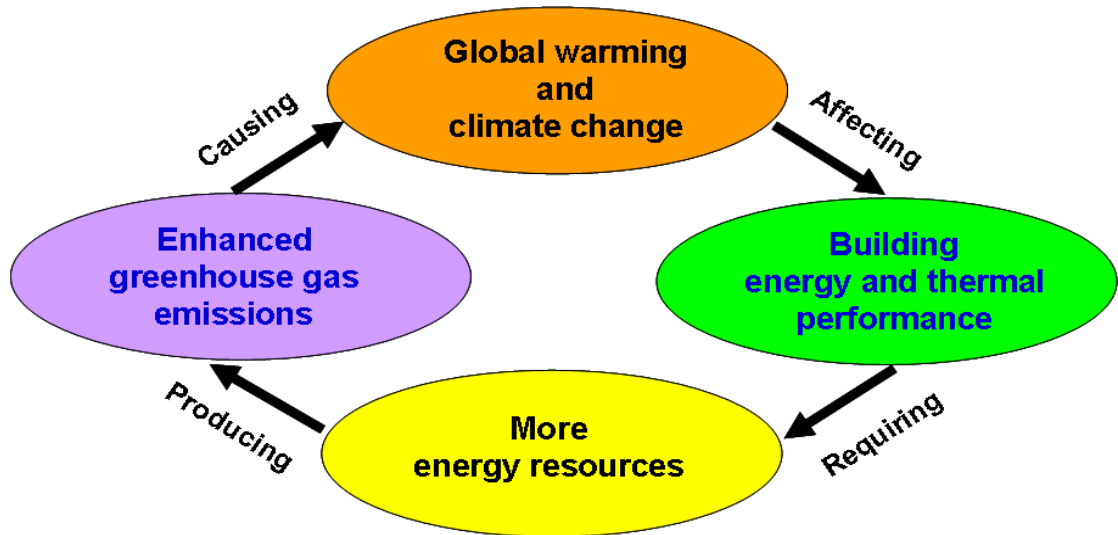 Global warming
and
climate change
Affecting
Building
energy and thermal
performance
Requiring
More
energy resources
Producing
Enhanced
greenhouse gas
emissions
Causing